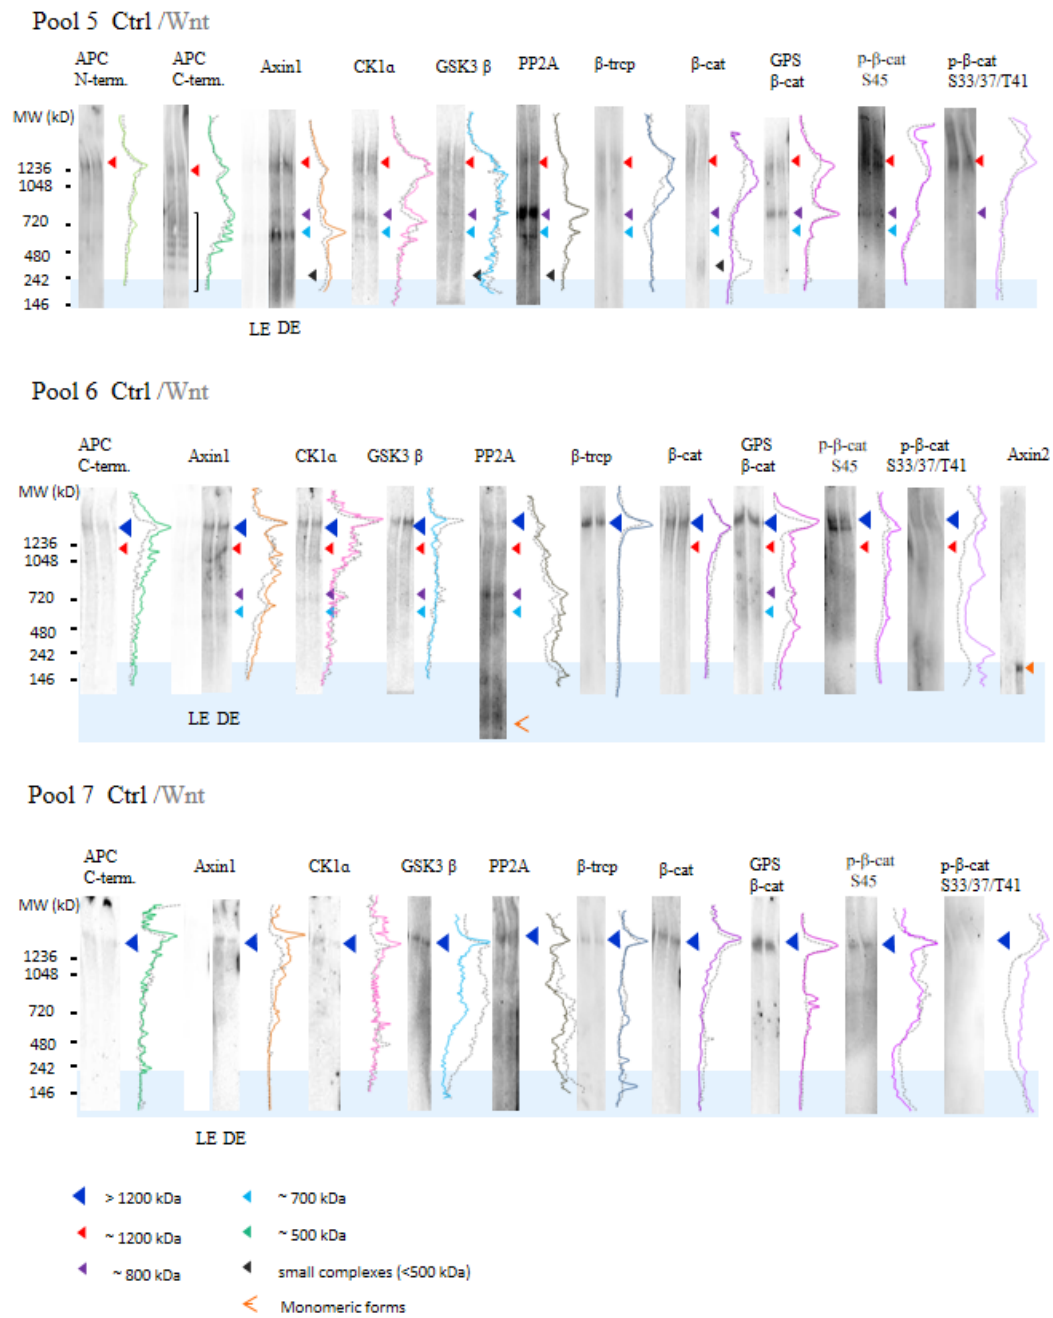 Pool 5 Ctrl /Wnt
APC N-term.
APC C-term.
Axin1
CK1α
GSK3 β
PP2A
β-trcp
β-cat
GPS β-cat
p-β-cat S45
p-β-cat S33/37/T41
MW (kD)
1236
1048
720
480
242
146
LE DE
Pool 6 Ctrl /Wnt
APC C-term.
Axin1
CK1α
GSK3 β
PP2A
β-trcp
β-cat
GPS β-cat
p-β-cat S45
p-β-cat S33/37/T41
Axin2
MW (kD)
1236
1048
720
480
242
146
LE DE
Pool 7 Ctrl /Wnt
APC C-term.
Axin1
CK1α
GSK3 β
PP2A
β-trcp
β-cat
GPS β-cat
p-β-cat S45
p-β-cat S33/37/T41
MW (kD)
1236
1048
720
480
242
146
LE DE
> 1200 kDa
~ 1200 kDa
~ 800 kDa
~ 700 kDa
~ 500 kDa
small complexes (<500 kDa)
Monomeric forms